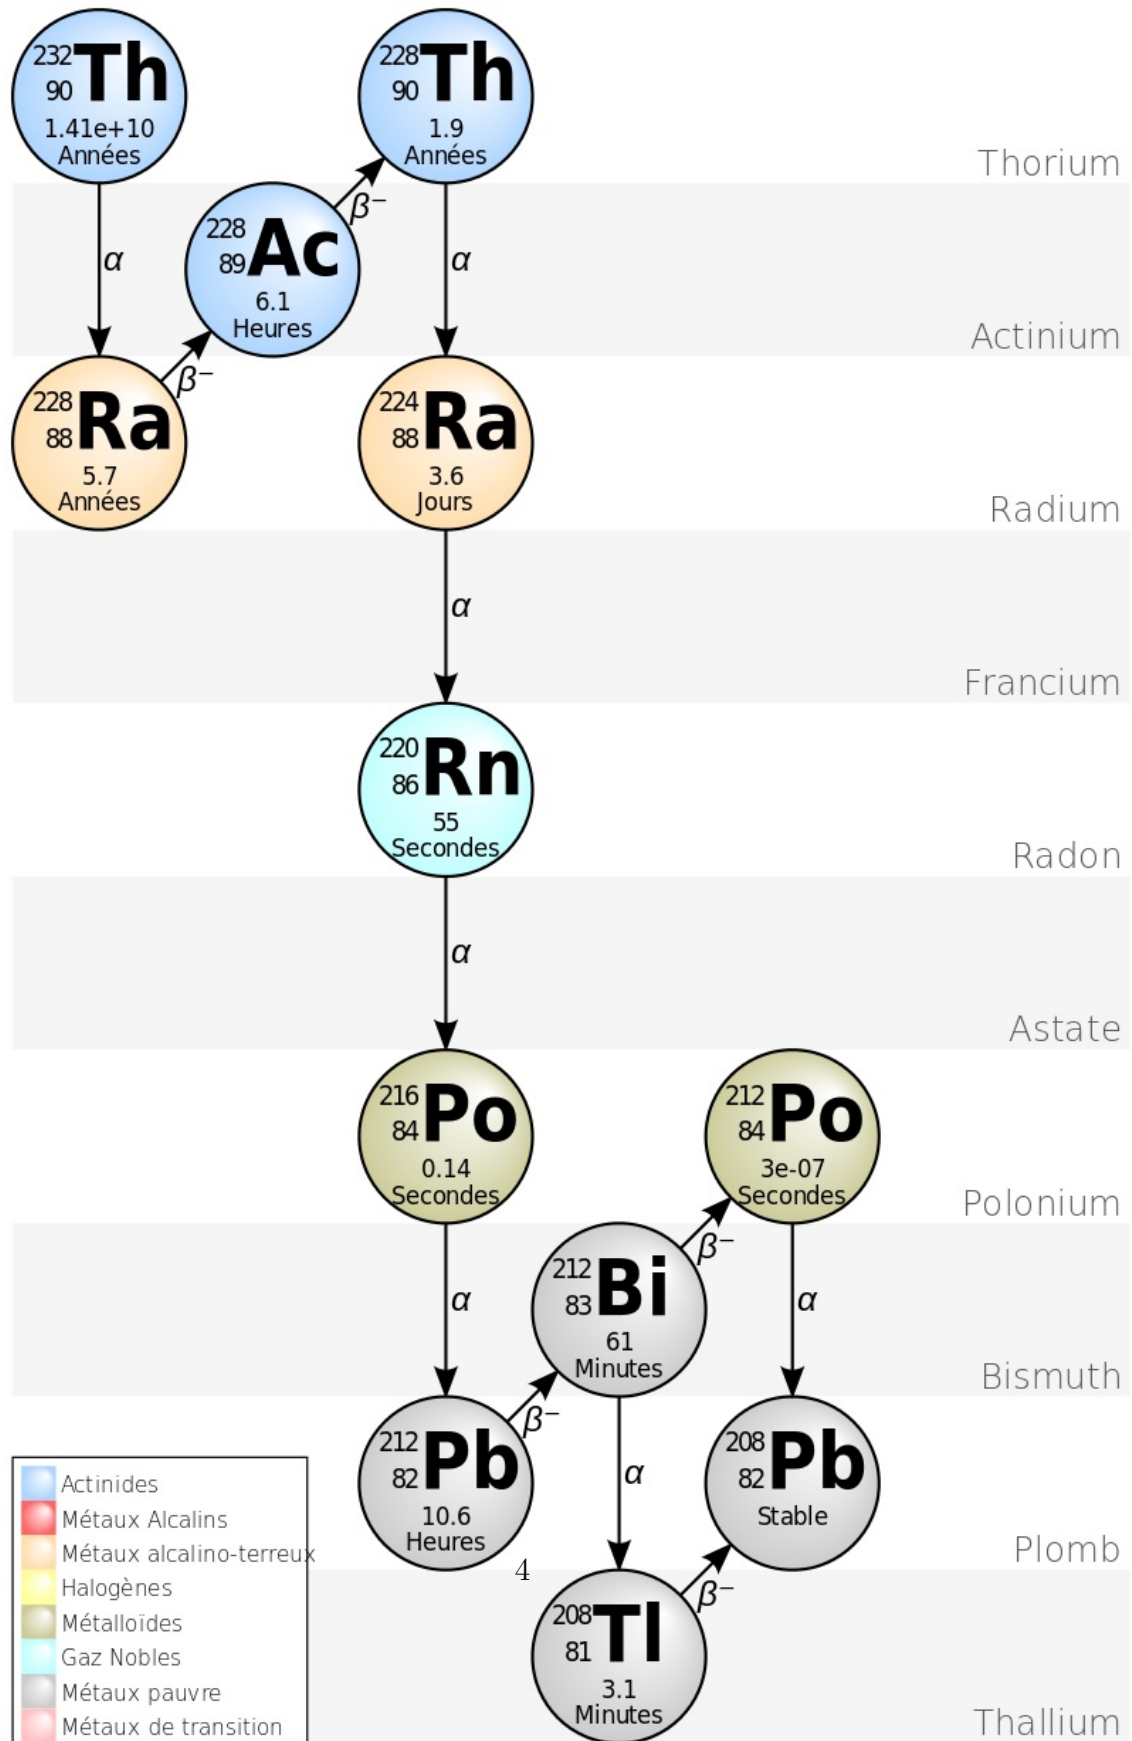 232
90
Th
1.41e+10
Années
228
90
Th
1.9
Années
Thorium
α
228
89
Ac
6.1
Heures
β⁻
α
Actinium
228
88
Ra
5.7
Années
β⁻
224
88
Ra
3.6
Jours
Radium
α
Francium
220
86
Rn
55
Secondes
Radon
α
Astate
216
84
Po
0.14
Secondes
212
84
Po
3e-07
Secondes
Polonium
α
212
83
Bi
61
Minutes
β⁻
α
Bismuth
212
82
Pb
10.6
Heures
β⁻
α
208
82
Pb
Stable
Plomb
4
208
81
Tl
3.1
Minutes
β⁻
Thallium
Actinides
Métaux Alcalins
Métaux alcalino-terreux
Halogènes
Métalloïdes
Gaz Nobles
Métaux pauvre
Métaux de transition